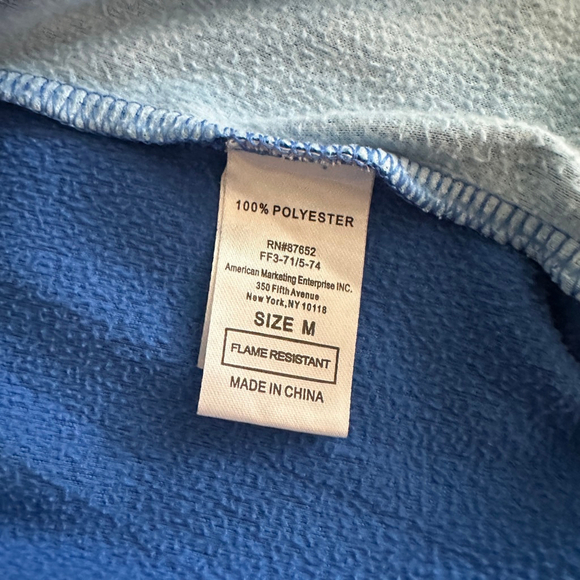 100% POLYESTER
RN#87652
FF3-71/5-74
American Marketing Enterprise INC.
350 Fifth Avenue
New York,NY 10118
SIZE M
FLAME RESISTANT
MADE IN CHINA